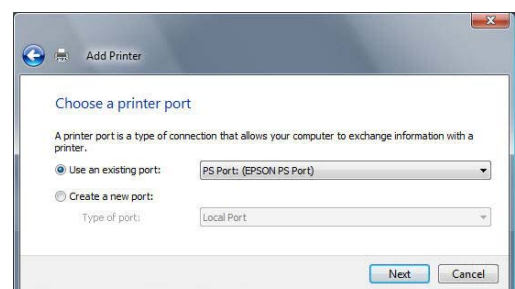 Add Printer
Choose a printer port
A printer port is a type of connection that allows your computer to exchange information with a
printer.
Use an existing port: PS Port: (EPSON PS Port)
Create a new port:
Type of port: Local Port
Next Cancel